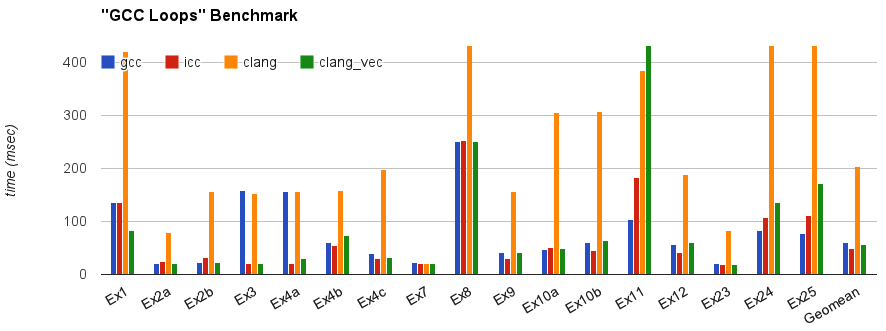 "GCC Loops" Benchmark
gcc icc clang clang_vec
time (msec)
400
300
200
100
0
Ex1 Ex2a Ex2b Ex3 Ex4a Ex4b Ex4c Ex7 Ex8 Ex9 Ex10a Ex10b Ex11 Ex12 Ex23 Ex24 Ex25 Geomean